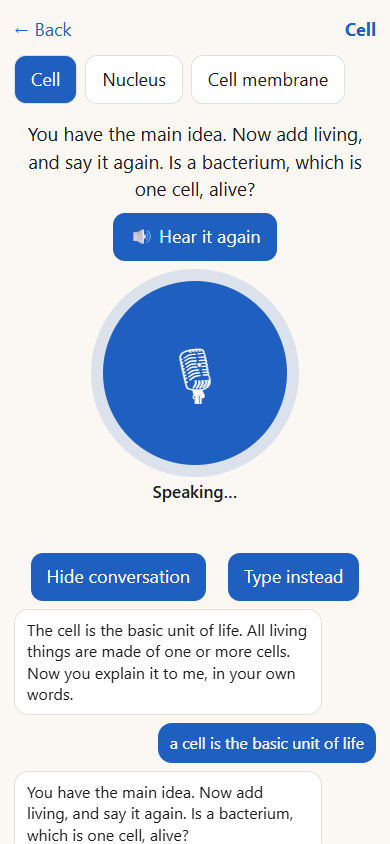 ← Back
Cell
Cell
Nucleus
Cell membrane
You have the main idea. Now add living,
and say it again. Is a bacterium, which is
one cell, alive?
🔊 Hear it again
Speaking...
Hide conversation
Type instead
The cell is the basic unit of life. All living
things are made of one or more cells.
Now you explain it to me, in your own
words.
a cell is the basic unit of life
You have the main idea. Now add
living, and say it again. Is a bacterium,
which is one cell, alive?